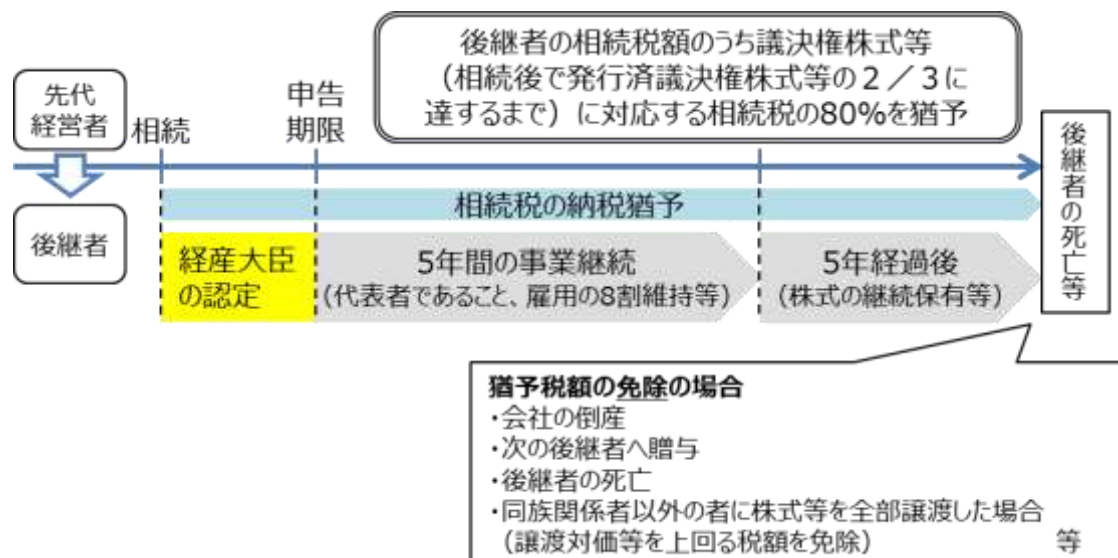 後継者の相続税額のうち議決権株式等
（相続後で発行済議決権株式等の２／３に
達するまで）に対応する相続税の80%を猶予
先代
経営者
相続
申告
期限
後継者の死亡等
後継者
相続税の納税猶予
経産大臣
の認定
5年間の事業継続
(代表者であること、雇用の8割維持等)
5年経過後
(株式の継続保有等)
猶予税額の免除の場合
・会社の倒産
・次の後継者へ贈与
・後継者の死亡
・同族関係者以外の者に株式等を全部譲渡した場合
（譲渡対価等を上回る税額を免除） 等